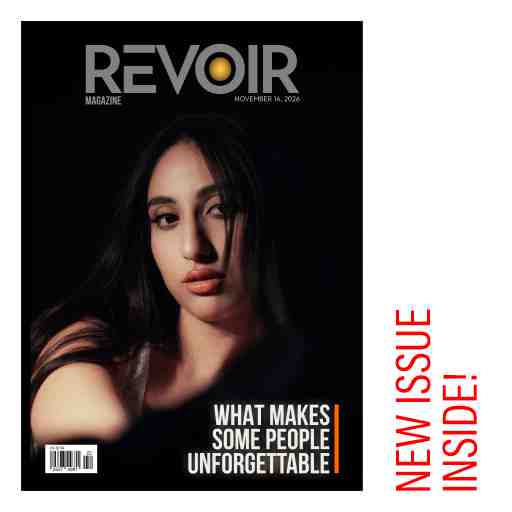 REVOIR
MAGAZINE
NOVEMBER 14, 2026
WHAT MAKES
SOME PEOPLE
UNFORGETTABLE
NEW ISSUE
INSIDE!